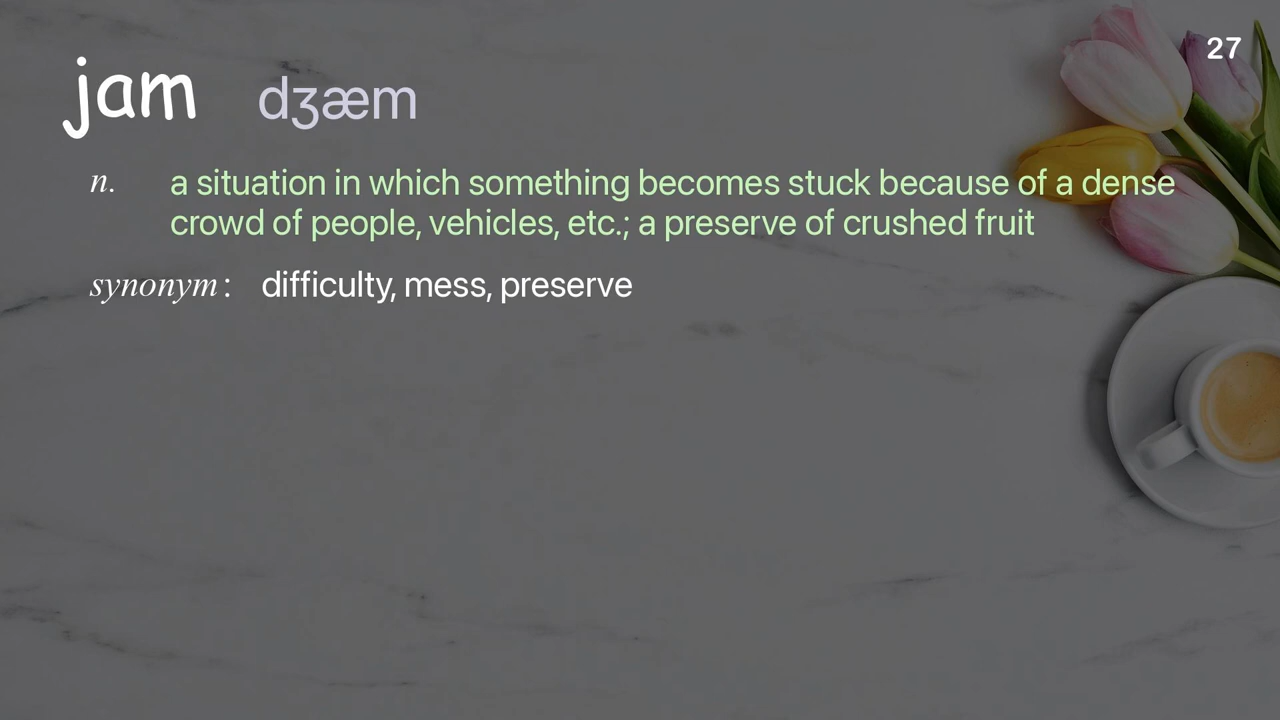 27
jam dʒæm
n. a situation in which something becomes stuck because of a dense
crowd of people, vehicles, etc.; a preserve of crushed fruit
synonym: difficulty, mess, preserve